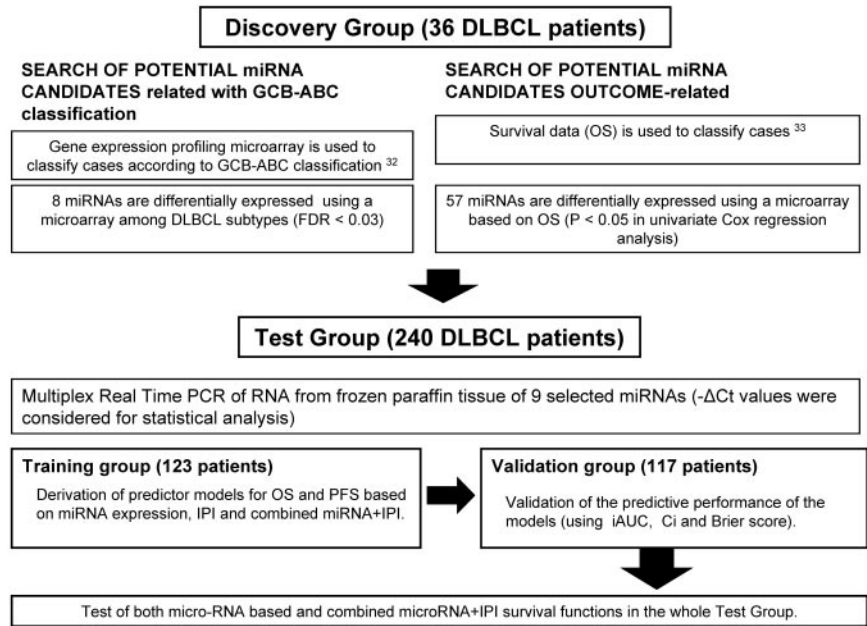 Discovery Group (36 DLBCL patients)
SEARCH OF POTENTIAL miRNA
CANDIDATES related with GCB-ABC
classification
Gene expression profiling microarray is used to
classify cases according to GCB-ABC classification 32
8 miRNAs are differentially expressed using a
microarray among DLBCL subtypes (FDR < 0.03)
SEARCH OF POTENTIAL miRNA
CANDIDATES OUTCOME-related
Survival data (OS) is used to classify cases 33
57 miRNAs are differentially expressed using a microarray
based on OS (P < 0.05 in univariate Cox regression
analysis)
Test Group (240 DLBCL patients)
Multiplex Real Time PCR of RNA from frozen paraffin tissue of 9 selected miRNAs (-ΔCt values were
considered for statistical analysis)
Training group (123 patients)
Derivation of predictor models for OS and PFS based
on miRNA expression, IPI and combined miRNA+IPI.
Validation group (117 patients)
Validation of the predictive performance of the
models (using iAUC, Ci and Brier score).
Test of both micro-RNA based and combined microRNA+IPI survival functions in the whole Test Group.